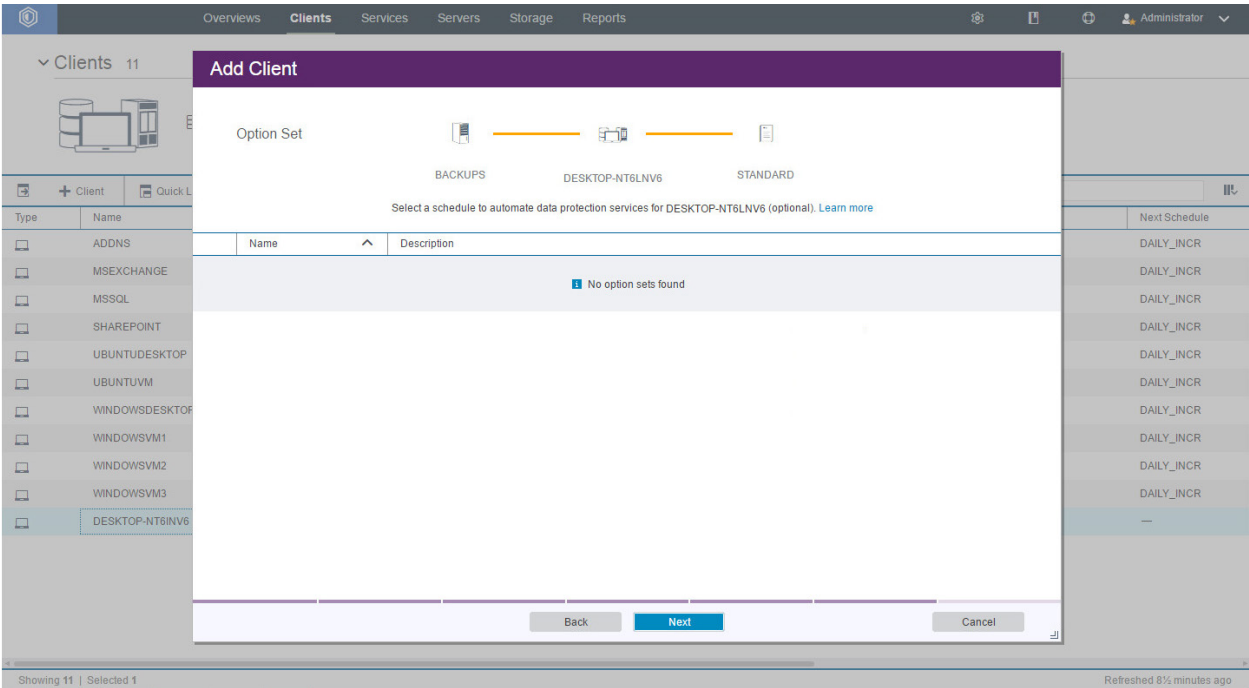 Overviews Clients Services Servers Storage Reports Administrator
Clients 11
Add Client
Option Set
BACKUPS DESKTOP-NT6LNV6 STANDARD
Select a schedule to automate data protection services for DESKTOP-NT6LNV6 (optional). Learn more
Name Description
No option sets found
Back Next Cancel
+ Client Quick L
Type Name Next Schedule
ADDNS DAILY_INCR
MSEXCHANGE DAILY_INCR
MSSQL DAILY_INCR
SHAREPOINT DAILY_INCR
UBUNTUDESKTOP DAILY_INCR
UBUNTUVM DAILY_INCR
WINDOWSDESKTOP DAILY_INCR
WINDOWSVM1 DAILY_INCR
WINDOWSVM2 DAILY_INCR
WINDOWSVM3 DAILY_INCR
DESKTOP-NT6INV6 —
Showing 11 | Selected 1 Refreshed 8½ minutes ago